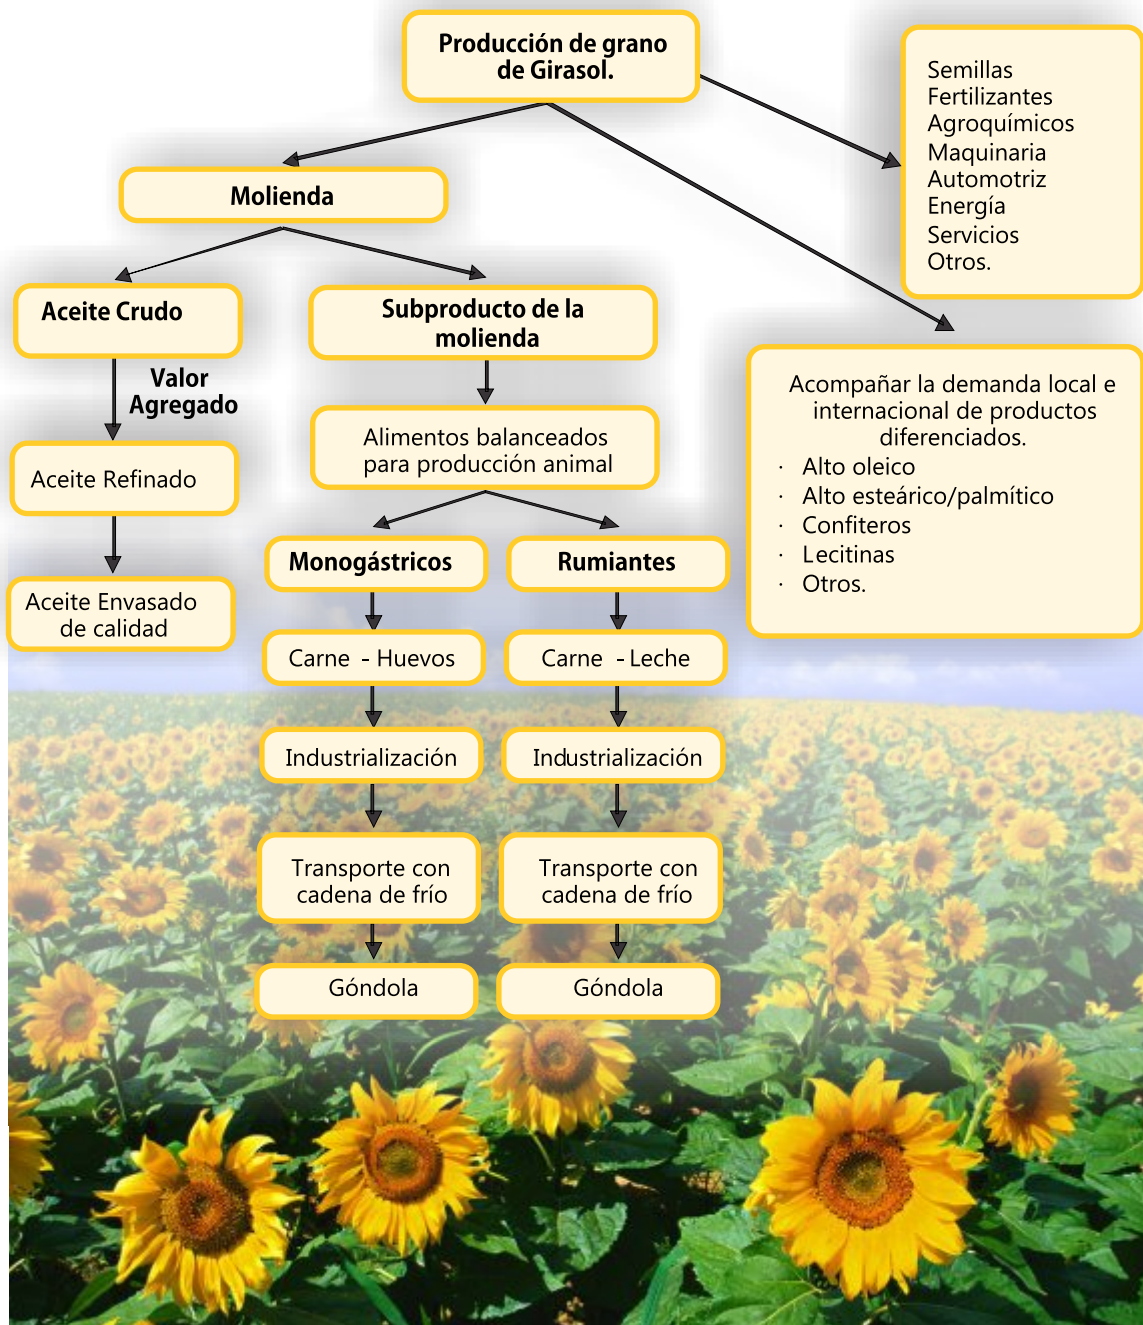 Producción de grano
de Girasol.
Semillas
Fertilizantes
Agroquímicos
Maquinaria
Automotriz
Energía
Servicios
Otros.
Molienda
Aceite Crudo
Subproducto de la
molienda
Valor
Agregado
Acompañar la demanda local e
internacional de productos
diferenciados.
· Alto oleico
· Alto esteárico/palmítico
· Confiteros
· Lecitinas
· Otros.
Alimentos balanceados
para producción animal
Aceite Refinado
Aceite Envasado
de calidad
Monogástricos
Rumiantes
Carne - Huevos
Carne - Leche
Industrialización
Industrialización
Transporte con
cadena de frío
Transporte con
cadena de frío
Góndola
Góndola